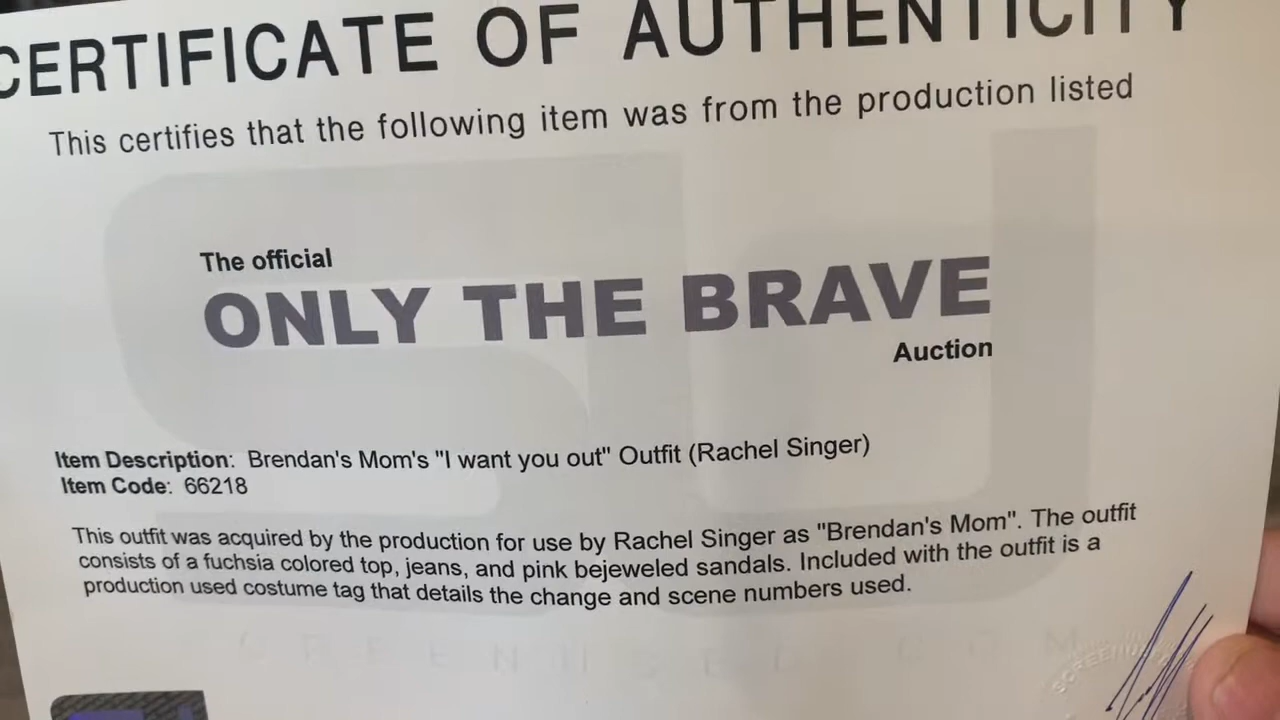 CERTIFICATE OF AUTHENTICITY
This certifies that the following item was from the production listed
The official
ONLY THE BRAVE
Auction
Item Description: Brendan's Mom's "I want you out" Outfit (Rachel Singer)
Item Code: 66218
This outfit was acquired by the production for use by Rachel Singer as "Brendan's Mom". The outfit
consists of a fuchsia colored top, jeans, and pink bejeweled sandals. Included with the outfit is a
production used costume tag that details the change and scene numbers used.